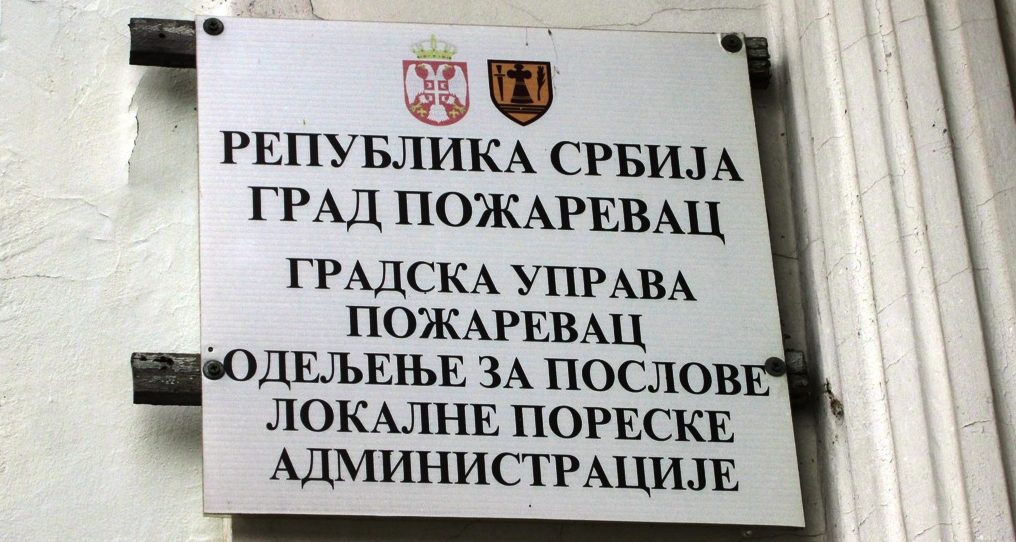 РЕПУБЛИКА СРБИЈА
ГРАД ПОЖАРЕВАЦ
ГРАДСКА УПРАВА
ПОЖАРЕВАЦ
ОДЕЉЕЊЕ ЗА ПОСЛОВЕ
ЛОКАЛНЕ ПОРЕСКЕ
АДМИНИСТРАЦИЈЕ